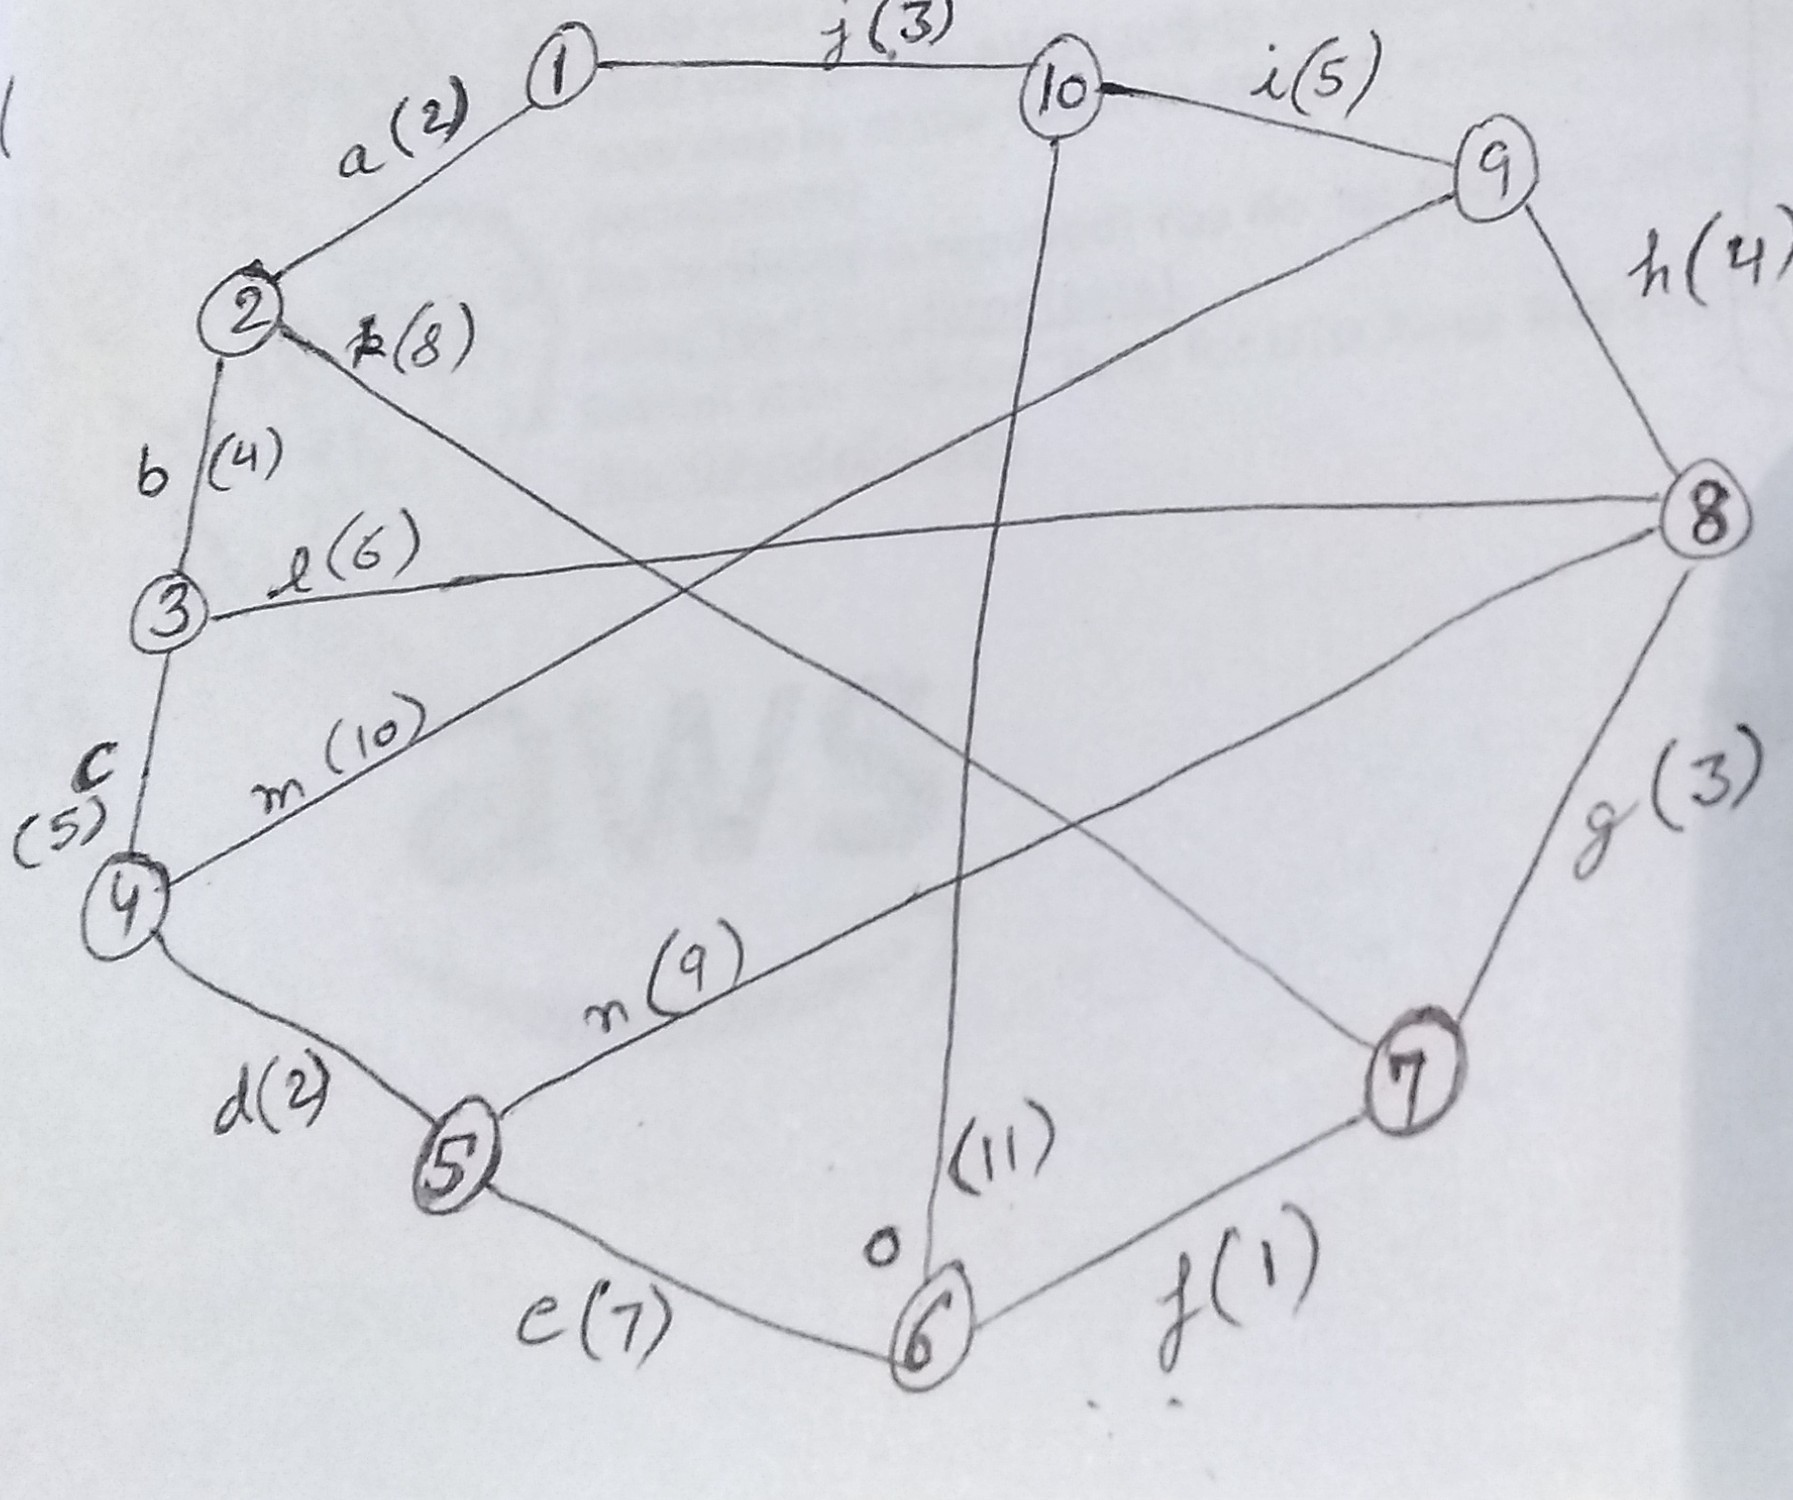 j(3)
1
10
i(5)
a(2)
9
h(4)
2
k(8)
b (4)
l(6)
8
3
c
(5)
m(10)
g(3)
4
n(9)
d(2)
7
5
(11)
o
e(7)
6
f(1)